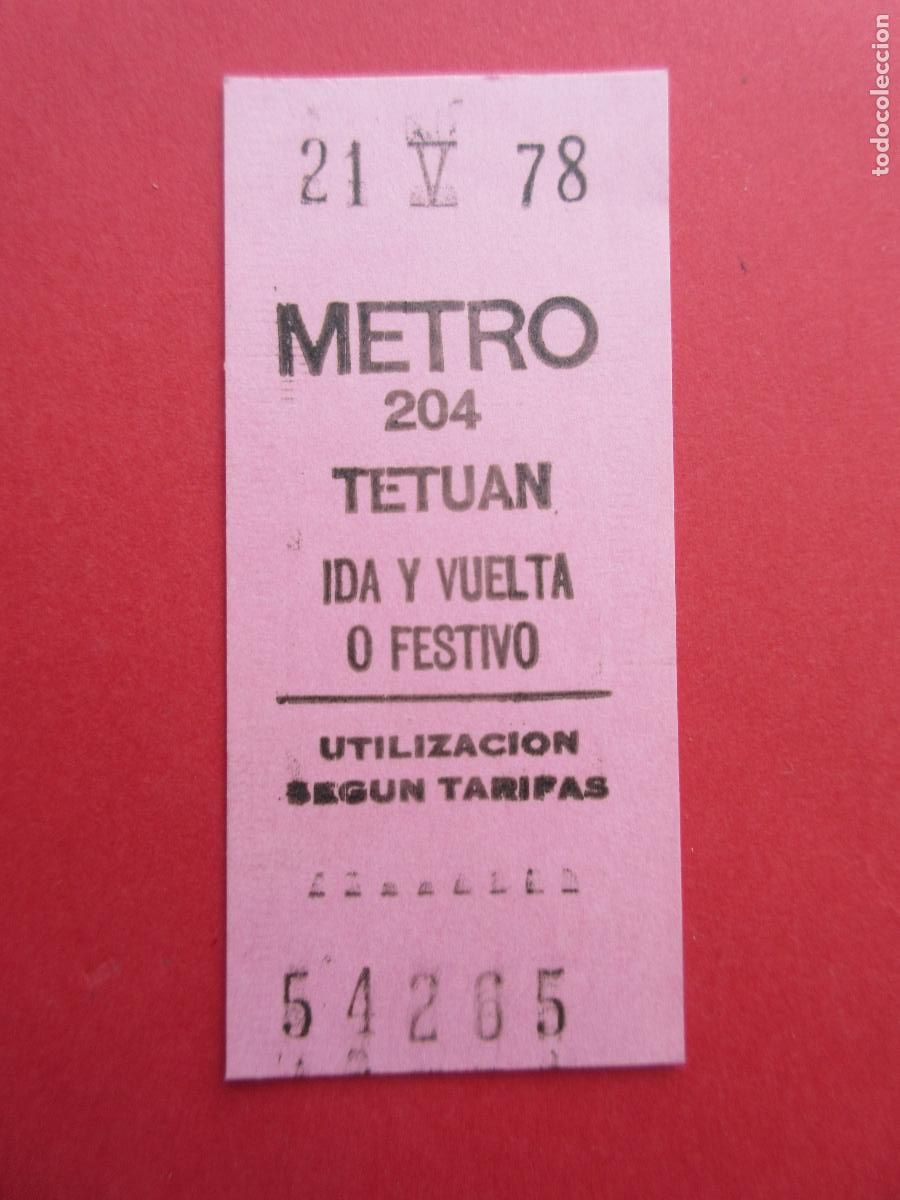 21 V 78
METRO
204
TETUAN
IDA Y VUELTA
O FESTIVO
UTILIZACION
SEGUN TARIFAS
54265
todocoleccion